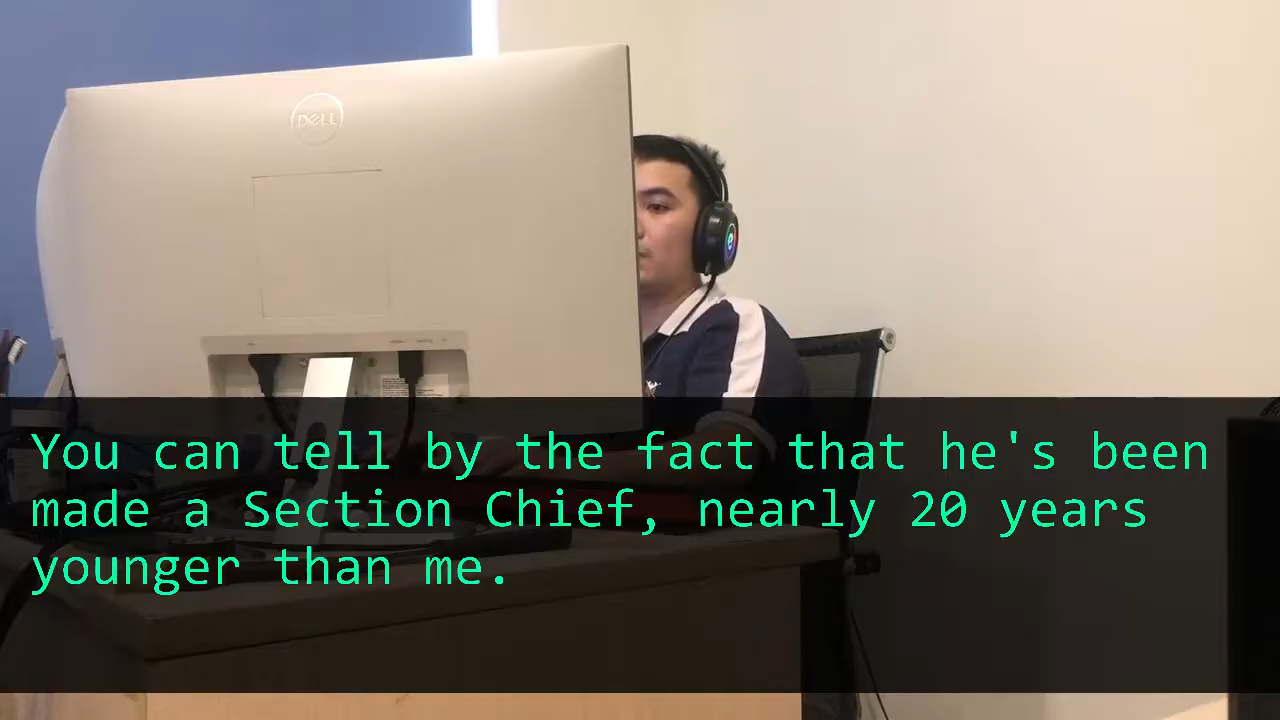 DELL
You can tell by the fact that he's been
made a Section Chief, nearly 20 years
younger than me.